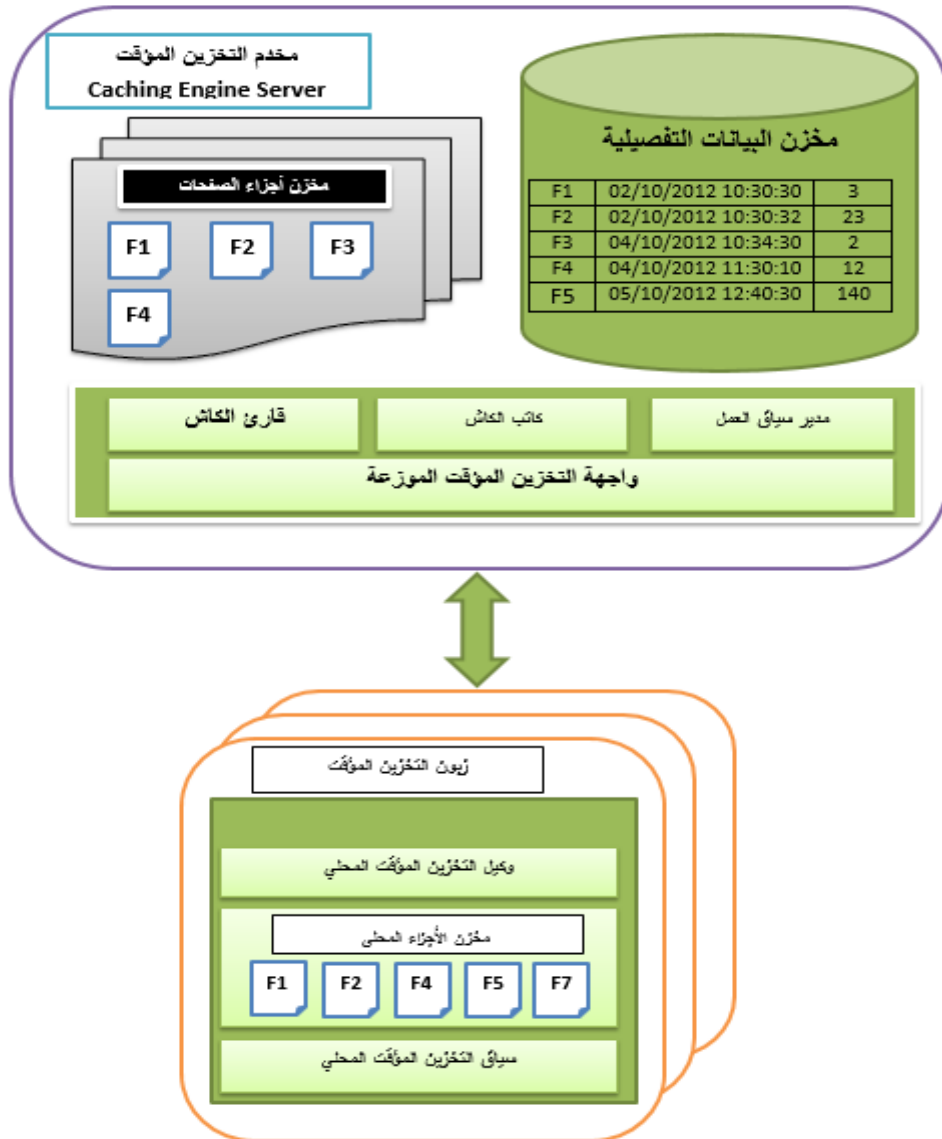 مخدم التخزين المؤقت
Caching Engine Server
مخزن البيانات التفصيلية
F1 02/10/2012 10:30:30 3
F2 02/10/2012 10:30:32 23
F3 04/10/2012 10:34:30 2
F4 04/10/2012 11:30:10 12
F5 05/10/2012 12:40:30 140
مخزن أجزاء الصفحات
F1 F2 F3
F4
قارئ الكاش
كاتب الكاش
مدير سياق العمل
واجهة التخزين المؤقت الموزعة
زبون التخزين المؤقت
وكيل التخزين المؤقت المحلي
مخزن الأجزاء المحلي
F1 F2 F4 F5 F7
سياق التخزين المؤقت المحلي